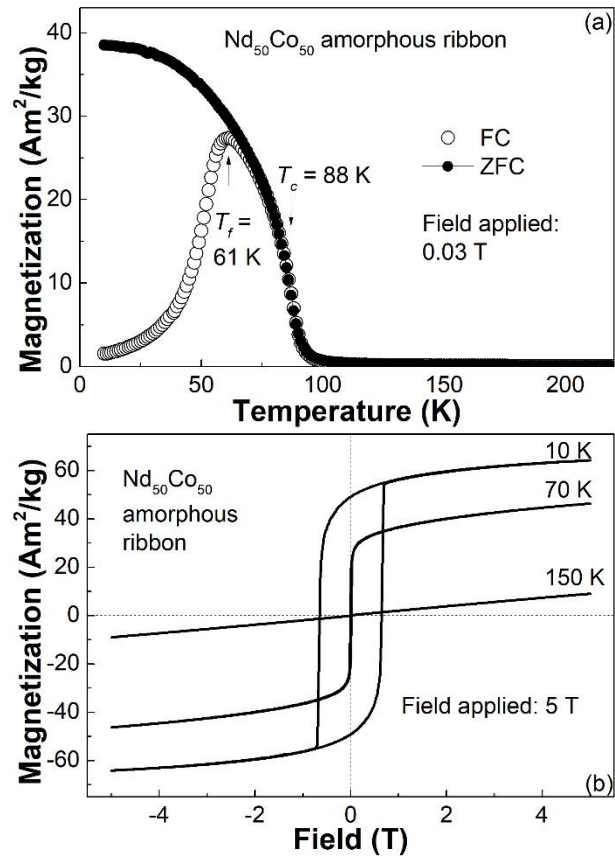 (a)
Nd50Co50 amorphous ribbon
FC
ZFC
Tc = 88 K
Tf =
61 K
Field applied:
0.03 T
Magnetization (Am²/kg)
40
30
20
10
0
0 50 100 150 200
Temperature (K)
Nd50Co50
amorphous
ribbon
10 K
70 K
150 K
Field applied: 5 T
(b)
Magnetization (Am²/kg)
60
40
20
0
-20
-40
-60
-4 -2 0 2 4
Field (T)